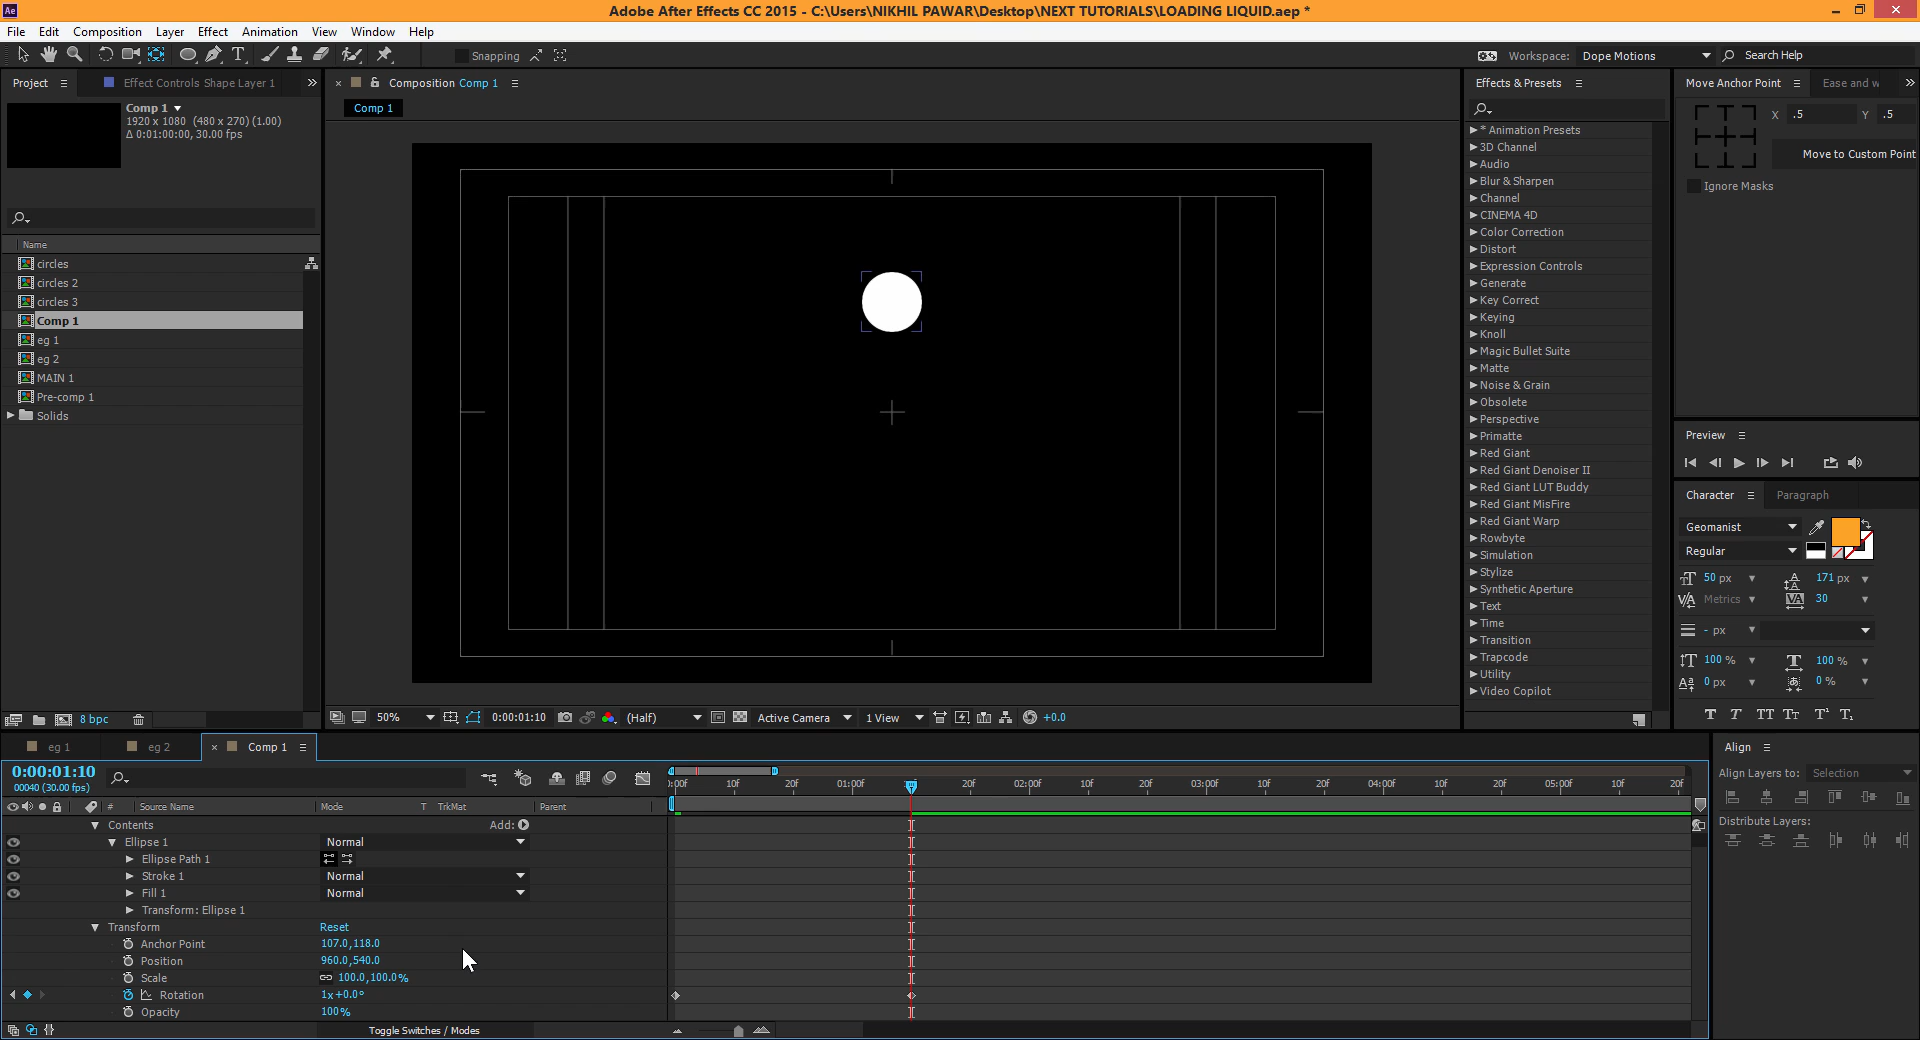 Ae
Adobe After Effects CC 2015 - C:\Users\NIKHIL PAWAR\Desktop\NEXT TUTORIALS\LOADING LIQUID.aep *
File Edit Composition Layer Effect Animation View Window Help
Snapping
Workspace: Dope Motions
Search Help
Project
Effect Controls Shape Layer 1
Comp 1
1920 x 1080 (480 x 270) (1.00)
Δ 0:01:00:00, 30.00 fps
Name
circles
circles 2
circles 3
Comp 1
eg 1
eg 2
MAIN 1
Pre-comp 1
Solids
8 bpc
Composition Comp 1
Comp 1
50%
0:00:01:10
(Half)
Active Camera
1 View
+0.0
Effects & Presets
* Animation Presets
3D Channel
Audio
Blur & Sharpen
Channel
CINEMA 4D
Color Correction
Distort
Expression Controls
Generate
Key Correct
Keying
Knoll
Magic Bullet Suite
Matte
Noise & Grain
Obsolete
Perspective
Primatte
Red Giant
Red Giant Denoiser II
Red Giant LUT Buddy
Red Giant MisFire
Red Giant Warp
Rowbyte
Simulation
Stylize
Synthetic Aperture
Text
Time
Transition
Trapcode
Utility
Video Copilot
Move Anchor Point
Ease and w
X .5 Y .5
Move to Custom Point
Ignore Masks
Preview
Character
Paragraph
Geomanist
Regular
50 px 171 px
Metrics 30
- px
100 % 100 %
0 px 0 %
eg 1
eg 2
Comp 1
0:00:01:10
00040 (30.00 fps)
# Source Name Mode T TrkMat Parent
:00f 10f 20f 01:00f 20f 02:00f 10f 20f 03:00f 10f 20f 04:00f 10f 20f 05:00f 10f 20f
Contents Add:
Ellipse 1 Normal
Ellipse Path 1
Stroke 1 Normal
Fill 1 Normal
Transform: Ellipse 1
Transform Reset
Anchor Point 107.0,118.0
Position 960.0,540.0
Scale 100.0,100.0%
Rotation 1x+0.0°
Opacity 100%
Toggle Switches / Modes
Align
Align Layers to: Selection
Distribute Layers: